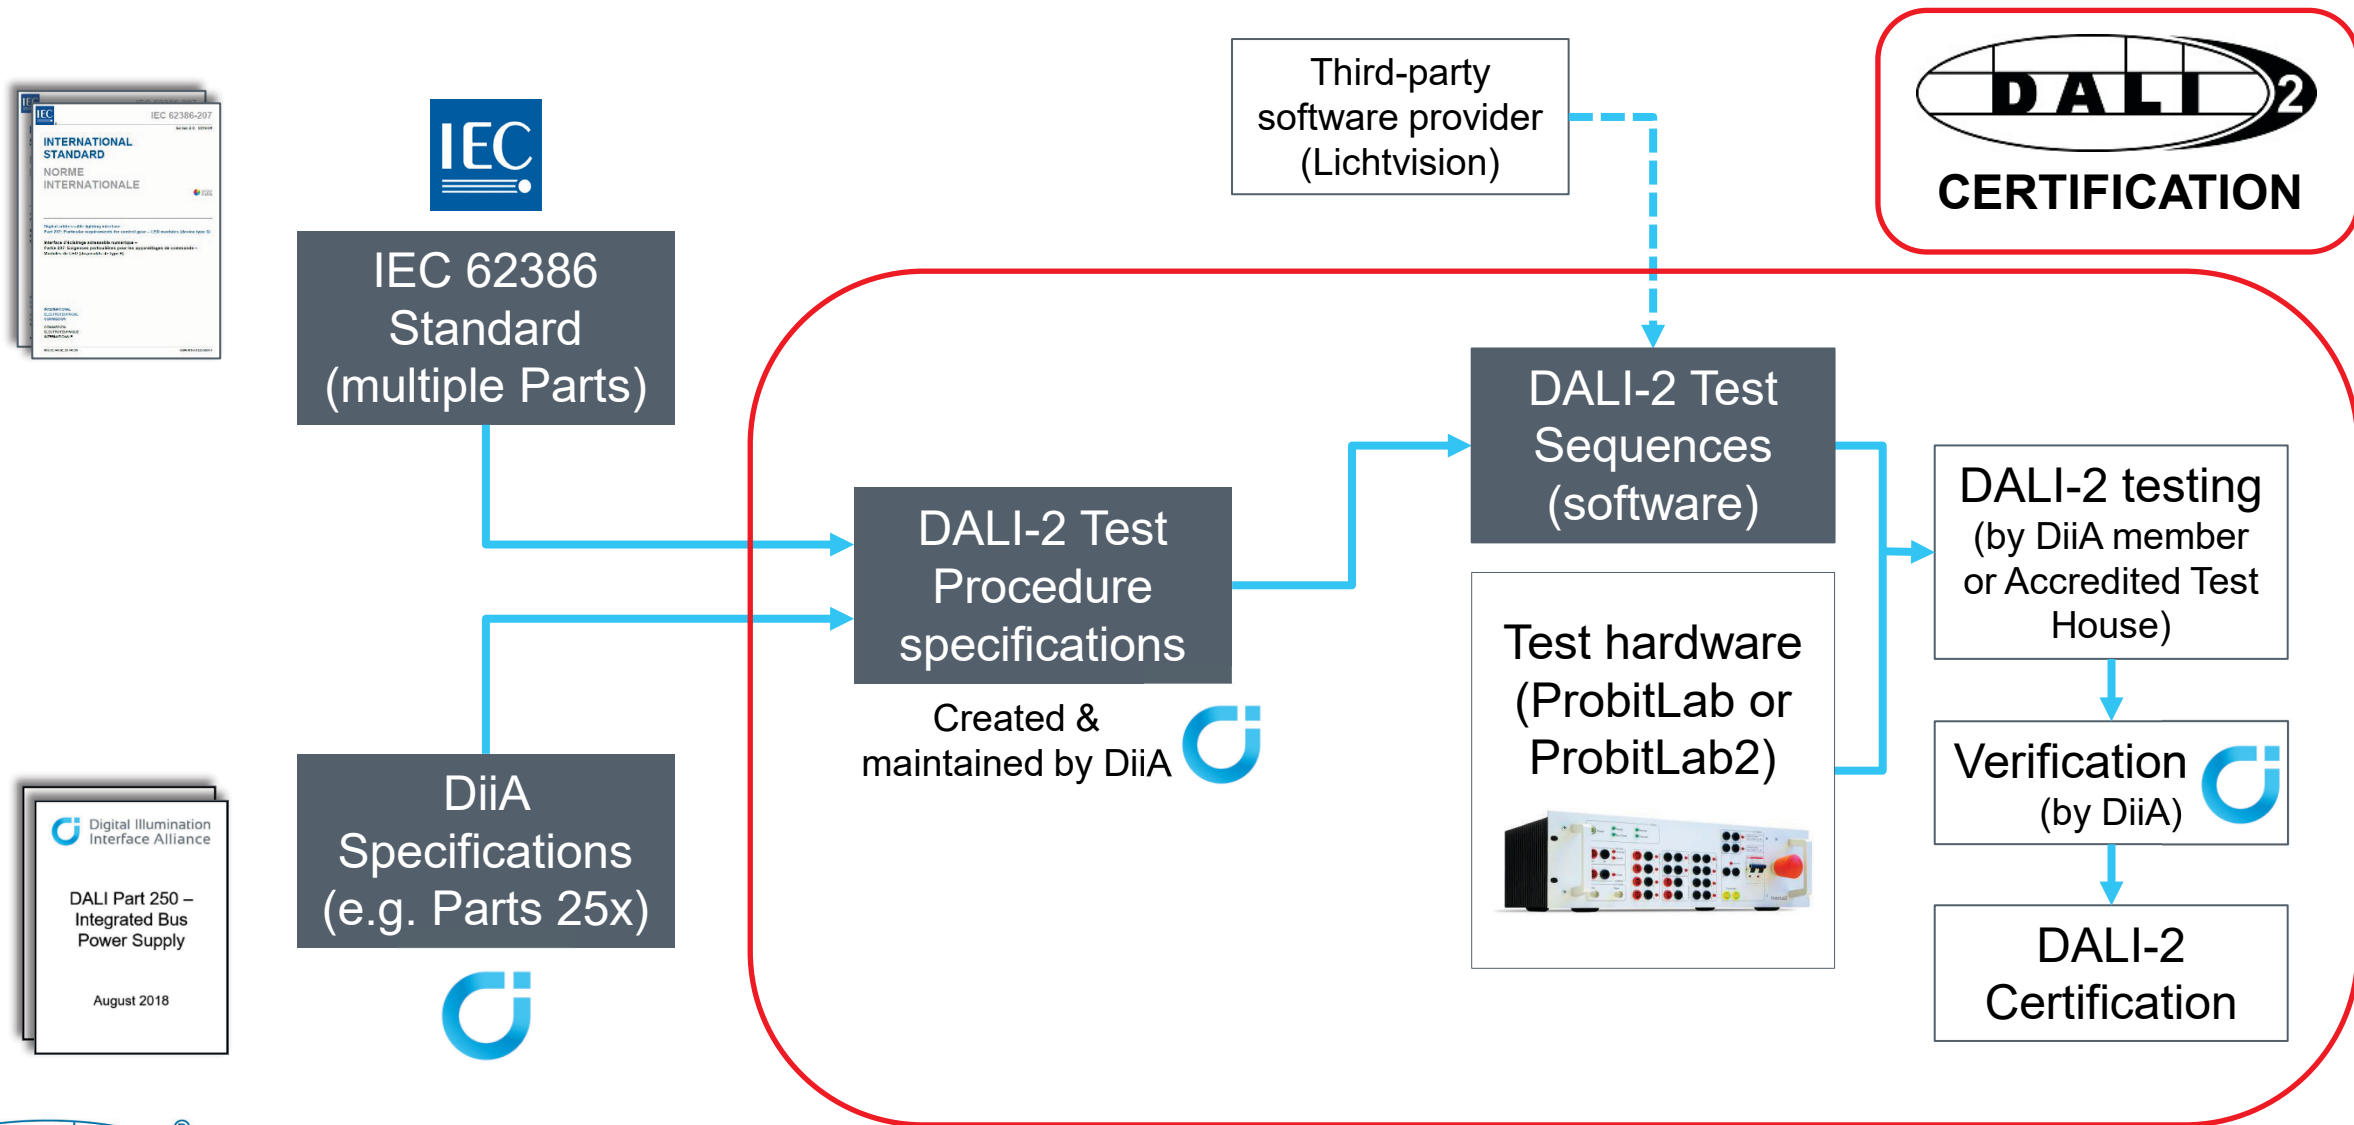 IEC 62386-207
IEC
INTERNATIONAL
STANDARD
NORME
INTERNATIONALE
IEC
IEC 62386
Standard
(multiple Parts)
Third-party
software provider
(Lichtvision)
DALI 2
CERTIFICATION
DALI-2 Test
Sequences
(software)
DALI-2 Test
Procedure
specifications
Created &
maintained by DiiA
DALI-2 testing
(by DiiA member
or Accredited Test
House)
Test hardware
(ProbitLab or
ProbitLab2)
Verification
(by DiiA)
DALI-2
Certification
DiiA
Specifications
(e.g. Parts 25x)
Digital Illumination
Interface Alliance
DALI Part 250 –
Integrated Bus
Power Supply
August 2018